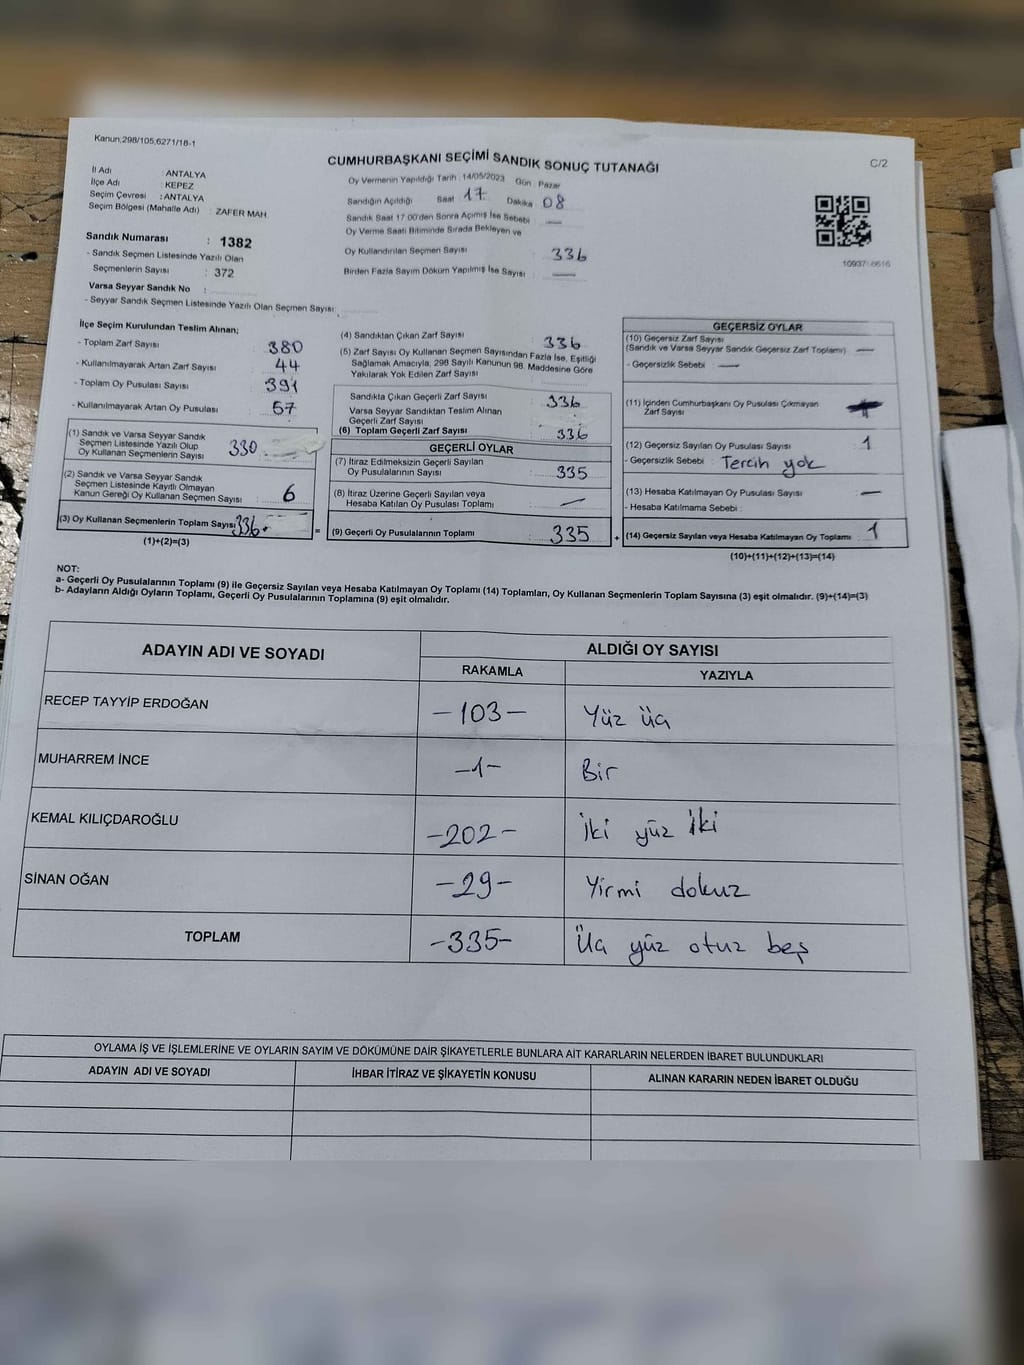 Kanun:298/105,6271/18-1
CUMHURBAŞKANI SEÇİMİ SANDIK SONUÇ TUTANAĞI
C/2
İl Adı : ANTALYA
İlçe Adı : KEPEZ
Seçim Çevresi : ANTALYA
Seçim Bölgesi (Mahalle Adı) : ZAFER MAH.
Sandık Numarası : 1382
- Sandık Seçmen Listesinde Yazılı Olan
Seçmenlerin Sayısı : 372
Varsa Seyyar Sandık No :
- Seyyar Sandık Seçmen Listesinde Yazılı Olan Seçmen Sayısı:
Oy Vermenin Yapıldığı Tarih : 14/05/2023 Gün : Pazar
Sandığın Açıldığı Saat 17 Dakika 08
Sandık Saat 17.00'den Sonra Açımış İse Sebebi : —
Oy Verme Saati Bitiminde Sırada Bekleyen ve
Oy Kullandırılan Seçmen Sayısı 336
Birden Fazla Sayım Döküm Yapılmış İse Sayısı : —
İlçe Seçim Kurulundan Teslim Alınan;
- Toplam Zarf Sayısı : 380
- Kullanılmayarak Artan Zarf Sayısı : 44
- Toplam Oy Pusulası Sayısı : 391
- Kullanılmayarak Artan Oy Pusulası : 57
(1) Sandık ve Varsa Seyyar Sandık
Seçmen Listesinde Yazılı Olup
Oy Kullanan Seçmenlerin Sayısı 330
(2) Sandık ve Varsa Seyyar Sandık
Seçmen Listesinde Kayıtlı Olmayan
Kanun Gereği Oy Kullanan Seçmen Sayısı : 6
(3) Oy Kullanan Seçmenlerin Toplam Sayısı 336
(1)+(2)=(3)
(4) Sandıktan Çıkan Zarf Sayısı : 336
(5) Zarf Sayısı Oy Kullanan Seçmen Sayısından Fazla İse, Eşitliği
Sağlamak Amacıyla, 298 Sayılı Kanunun 98. Maddesine Göre
Yakılarak Yok Edilen Zarf Sayısı :
Sandıkta Çıkan Geçerli Zarf Sayısı : 336
Varsa Seyyar Sandıktan Teslim Alınan
Geçerli Zarf Sayısı :
(6) Toplam Geçerli Zarf Sayısı : 336
GEÇERLİ OYLAR
(7) İtiraz Edilmeksizin Geçerli Sayılan
Oy Pusulalarının Sayısı : 335
(8) İtiraz Üzerine Geçerli Sayılan veya
Hesaba Katılan Oy Pusulası Toplamı : —
= (9) Geçerli Oy Pusulalarının Toplamı : 335
GEÇERSİZ OYLAR
(10) Geçersiz Zarf Sayısı
(Sandık ve Varsa Seyyar Sandık Geçersiz Zarf Toplamı) : —
- Geçersizlik Sebebi : —
(11) İçinden Cumhurbaşkanı Oy Pusulası Çıkmayan
Zarf Sayısı
(12) Geçersiz Sayılan Oy Pusulası Sayısı : 1
- Geçersizlik Sebebi : Tercih yok
(13) Hesaba Katılmayan Oy Pusulası Sayısı : —
- Hesaba Katılmama Sebebi :
+ (14) Geçersiz Sayılan veya Hesaba Katılmayan Oy Toplamı : 1
(10)+(11)+(12)+(13)=(14)
NOT:
a- Geçerli Oy Pusulalarının Toplamı (9) ile Geçersiz Sayılan veya Hesaba Katılmayan Oy Toplamı (14) Toplamları, Oy Kullanan Seçmenlerin Toplam Sayısına (3) eşit olmalıdır. (9)+(14)=(3)
b- Adayların Aldığı Oyların Toplamı, Geçerli Oy Pusulalarının Toplamına (9) eşit olmalıdır.
ADAYIN ADI VE SOYADI ALDIĞI OY SAYISI
RAKAMLA YAZIYLA
RECEP TAYYİP ERDOĞAN -103- Yüz üç
MUHARREM İNCE -1- Bir
KEMAL KILIÇDAROĞLU -202- İki yüz İki
SİNAN OĞAN -29- Yirmi dokuz
TOPLAM -335- Üç yüz otuz beş
OYLAMA İŞ VE İŞLEMLERİNE VE OYLARIN SAYIM VE DÖKÜMÜNE DAİR ŞİKAYETLERLE BUNLARA AİT KARARLARIN NELERDEN İBARET BULUNDUKLARI
ADAYIN ADI VE SOYADI İHBAR İTİRAZ VE ŞİKAYETİN KONUSU ALINAN KARARIN NEDEN İBARET OLDUĞU